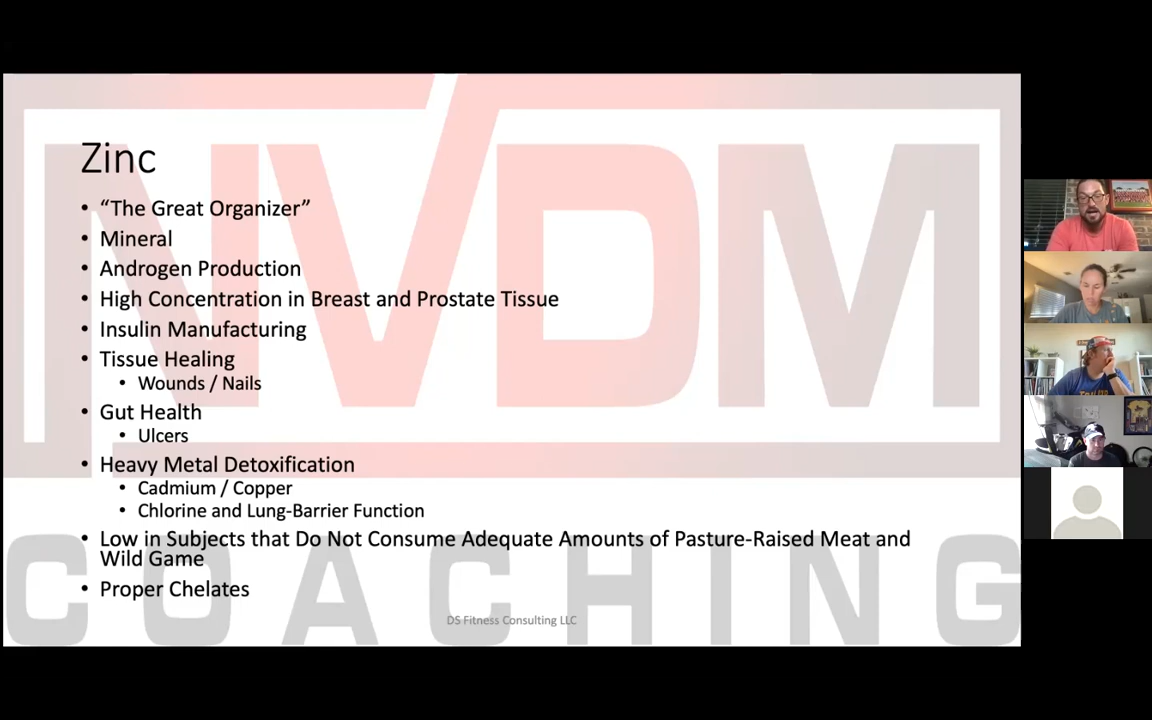 Zinc
• “The Great Organizer”
• Mineral
• Androgen Production
• High Concentration in Breast and Prostate Tissue
• Insulin Manufacturing
• Tissue Healing
• Wounds / Nails
• Gut Health
• Ulcers
• Heavy Metal Detoxification
• Cadmium / Copper
• Chlorine and Lung-Barrier Function
• Low in Subjects that Do Not Consume Adequate Amounts of Pasture-Raised Meat and
Wild Game
• Proper Chelates
DS Fitness Consulting LLC
NVDM
COACHING